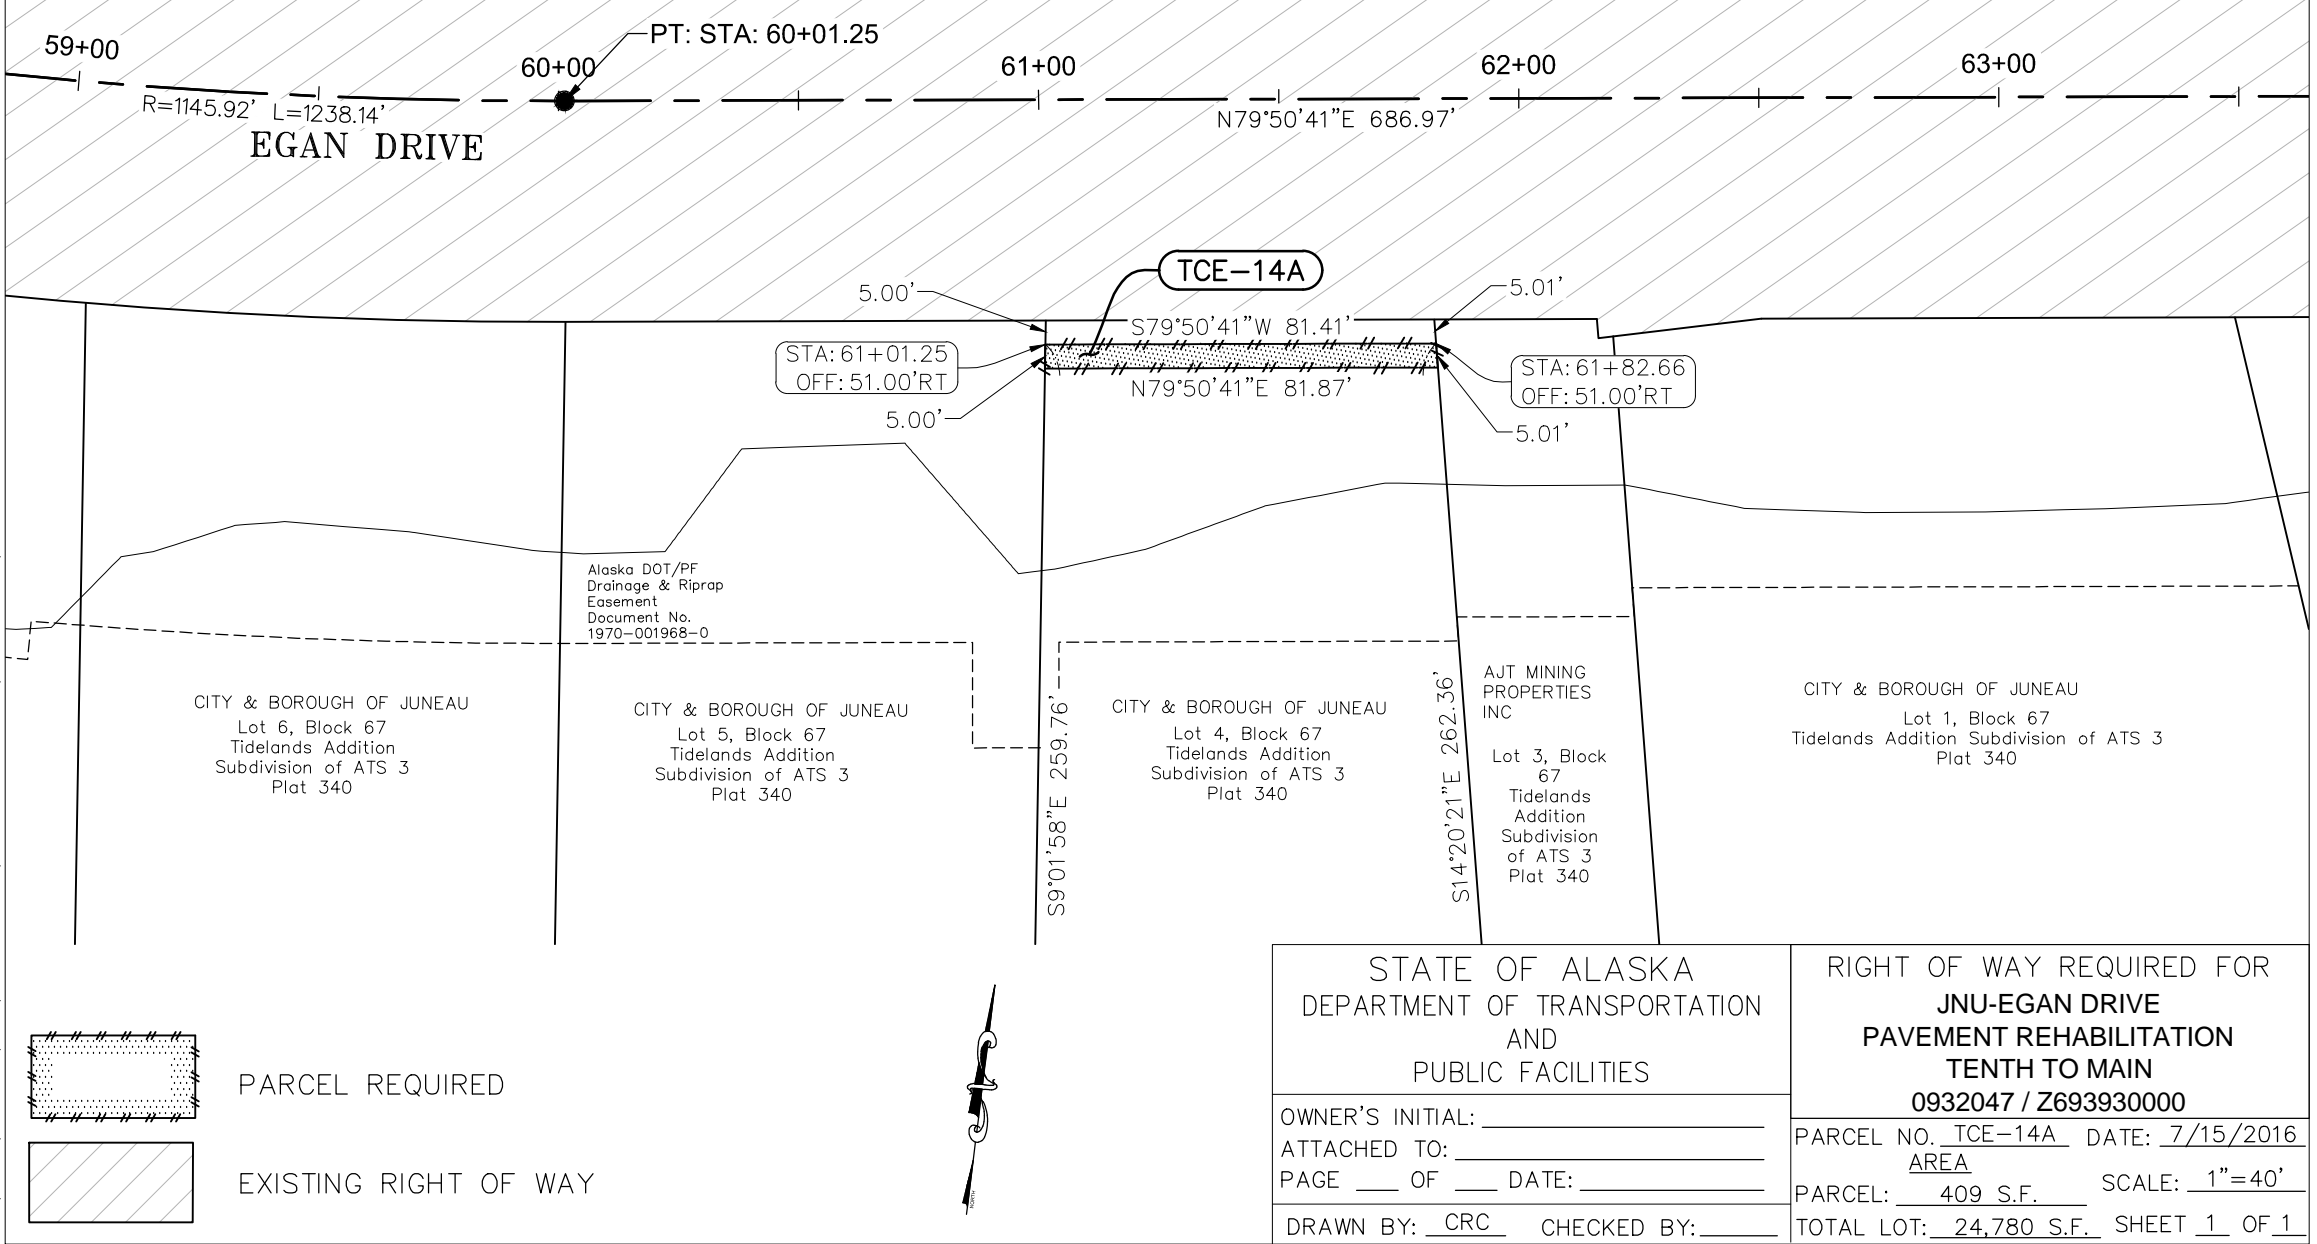 59+00
60+00
PT: STA: 60+01.25
61+00
62+00
63+00
R=1145.92' L=1238.14'
N79°50'41"E 686.97'
EGAN DRIVE
TCE-14A
5.00'
5.01'
S79°50'41"W 81.41'
STA: 61+01.25
OFF: 51.00'RT
STA: 61+82.66
OFF: 51.00'RT
N79°50'41"E 81.87'
5.00'
5.01'
Alaska DOT/PF
Drainage & Riprap
Easement
Document No.
1970-001968-0
CITY & BOROUGH OF JUNEAU
Lot 6, Block 67
Tidelands Addition
Subdivision of ATS 3
Plat 340
CITY & BOROUGH OF JUNEAU
Lot 5, Block 67
Tidelands Addition
Subdivision of ATS 3
Plat 340
S9°01'58"E 259.76'
CITY & BOROUGH OF JUNEAU
Lot 4, Block 67
Tidelands Addition
Subdivision of ATS 3
Plat 340
S14°20'21"E 262.36'
AJT MINING
PROPERTIES
INC
Lot 3, Block
67
Tidelands
Addition
Subdivision
of ATS 3
Plat 340
CITY & BOROUGH OF JUNEAU
Lot 1, Block 67
Tidelands Addition Subdivision of ATS 3
Plat 340
PARCEL REQUIRED
EXISTING RIGHT OF WAY
NORTH
STATE OF ALASKA
DEPARTMENT OF TRANSPORTATION
AND
PUBLIC FACILITIES
OWNER'S INITIAL:
ATTACHED TO:
PAGE OF DATE:
DRAWN BY: CRC CHECKED BY:
RIGHT OF WAY REQUIRED FOR
JNU-EGAN DRIVE
PAVEMENT REHABILITATION
TENTH TO MAIN
0932047 / Z693930000
PARCEL NO. TCE-14A DATE: 7/15/2016
AREA
PARCEL: 409 S.F. SCALE: 1"=40'
TOTAL LOT: 24,780 S.F. SHEET 1 OF 1